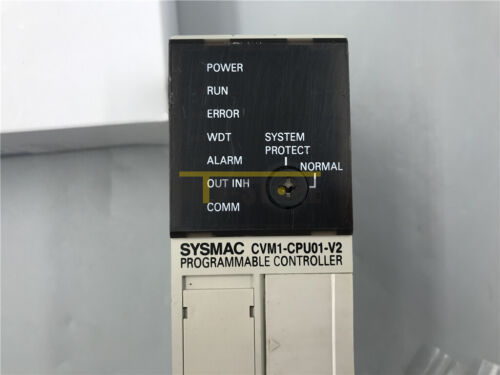 POWER
RUN
ERROR
WDT
SYSTEM
PROTECT
ALARM
NORMAL
OUT INH
COMM
SYSMAC CVM1-CPU01-V2
PROGRAMMABLE CONTROLLER